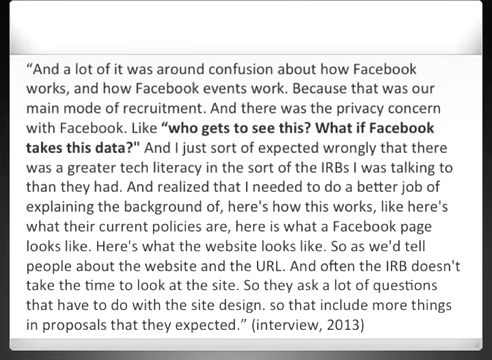 “And a lot of it was around confusion about how Facebook
works, and how Facebook events work. Because that was our
main mode of recruitment. And there was the privacy concern
with Facebook. Like “who gets to see this? What if Facebook
takes this data?" And I just sort of expected wrongly that there
was a greater tech literacy in the sort of the IRBs I was talking to
than they had. And realized that I needed to do a better job of
explaining the background of, here's how this works, like here's
what their current policies are, here is what a Facebook page
looks like. Here's what the website looks like. So as we'd tell
people about the website and the URL. And often the IRB doesn't
take the time to look at the site. So they ask a lot of questions
that have to do with the site design. so that include more things
in proposals that they expected.” (interview, 2013)